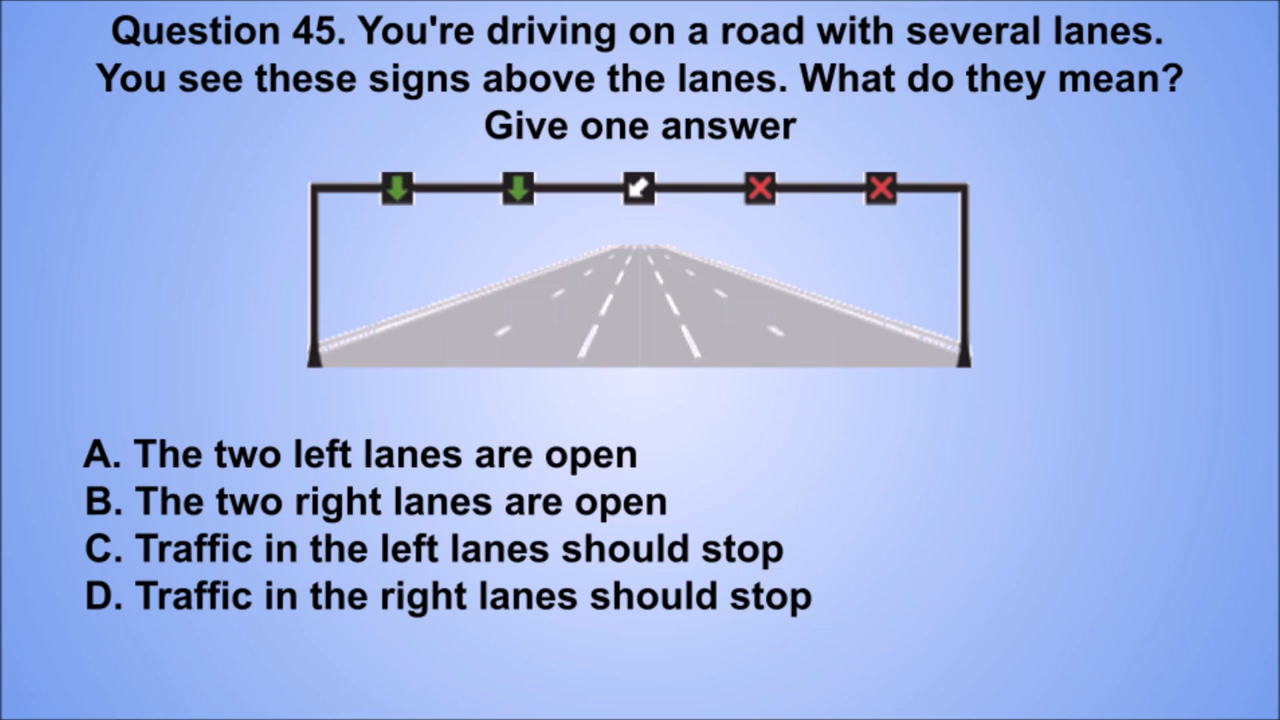 Question 45. You're driving on a road with several lanes.
You see these signs above the lanes. What do they mean?
Give one answer
A. The two left lanes are open
B. The two right lanes are open
C. Traffic in the left lanes should stop
D. Traffic in the right lanes should stop